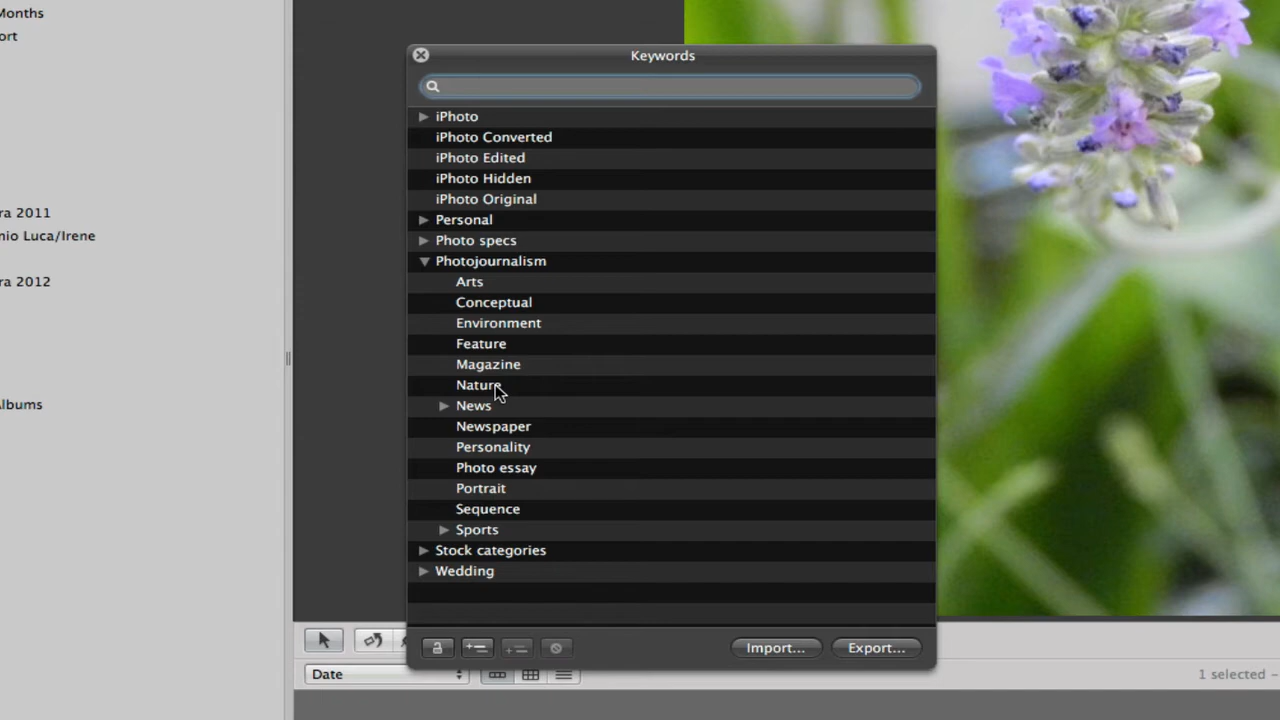 Months
ort
ra 2011
nio Luca/Irene
ra 2012
Albums
Keywords
iPhoto
iPhoto Converted
iPhoto Edited
iPhoto Hidden
iPhoto Original
Personal
Photo specs
Photojournalism
Arts
Conceptual
Environment
Feature
Magazine
Nature
News
Newspaper
Personality
Photo essay
Portrait
Sequence
Sports
Stock categories
Wedding
Import...
Export...
Date
1 selected -